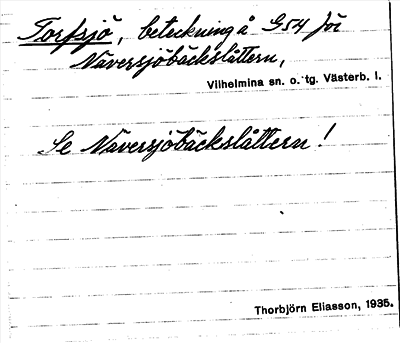 Torfsjö, beteckning å G54 för
Näversjöbäckslåttern,
Vilhelmina sn. o. tg. Västerb. l.
Se Näversjöbäckslåttern!
Thorbjörn Eliasson, 1935.